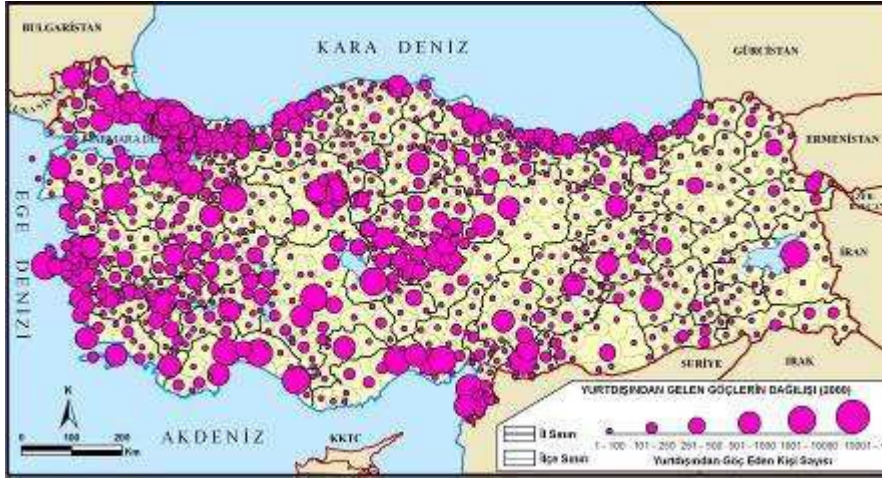 BULGARİSTAN
KARA DENİZ
GÜRCİSTAN
ERMENİSTAN
İRAN
EGE DENİZİ
SURİYE
IRAK
AKDENİZ
KKTC
K
0 100 200
Km
YURTDIŞINDAN GELEN GÖÇLERİN DAĞILIŞI (2000)
İl Sınırı
İlçe Sınırı
1 - 100 101 - 250 251 - 500 501 - 1000 1001 - 10000
Yurtdışından Göç Eden Kişi Sayısı